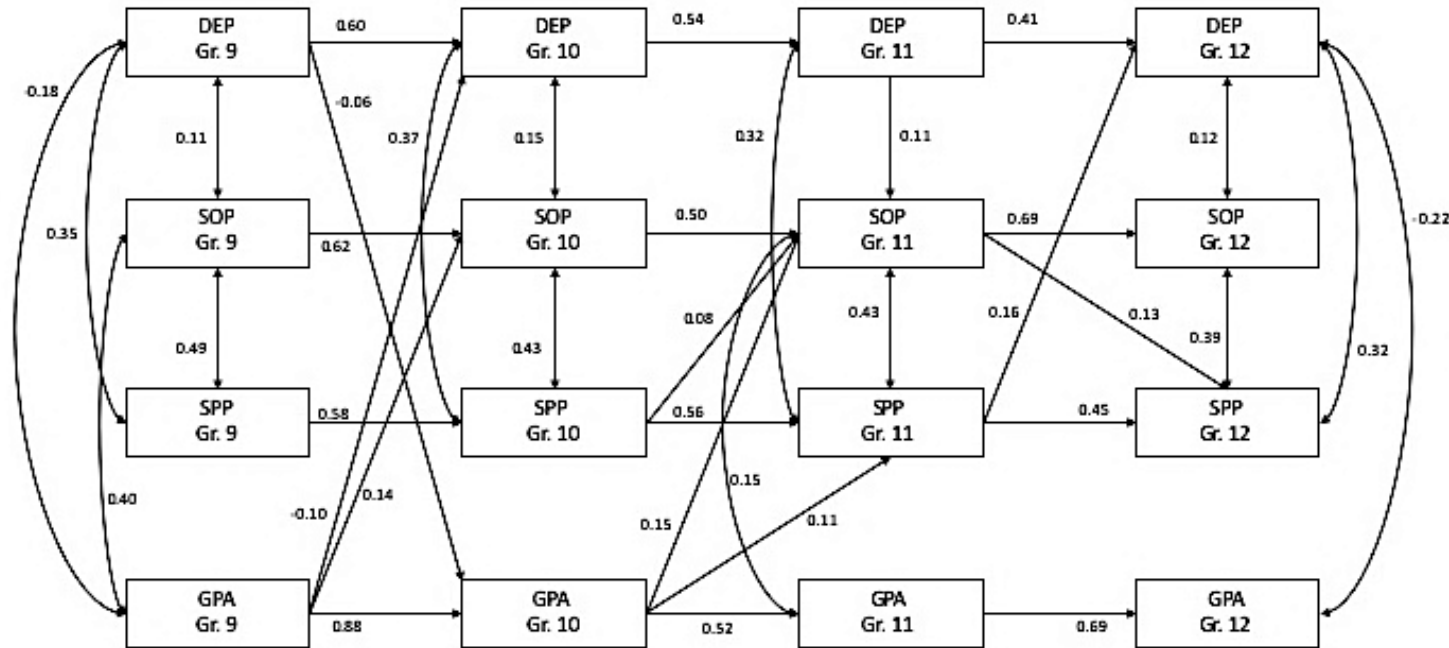 DEP
Gr. 9
0.60
DEP
Gr. 10
0.54
DEP
Gr. 11
0.41
DEP
Gr. 12
-0.18
0.11
-0.06
0.37
0.15
0.32
0.11
0.12
0.35
SOP
Gr. 9
0.62
SOP
Gr. 10
0.50
SOP
Gr. 11
0.69
SOP
Gr. 12
-0.22
0.49
0.43
0.08
0.43
0.16
0.13
0.39
0.32
SPP
Gr. 9
0.58
SPP
Gr. 10
0.56
SPP
Gr. 11
0.45
SPP
Gr. 12
0.40
-0.10
0.14
0.15
0.15
0.11
GPA
Gr. 9
0.88
GPA
Gr. 10
0.52
GPA
Gr. 11
0.69
GPA
Gr. 12